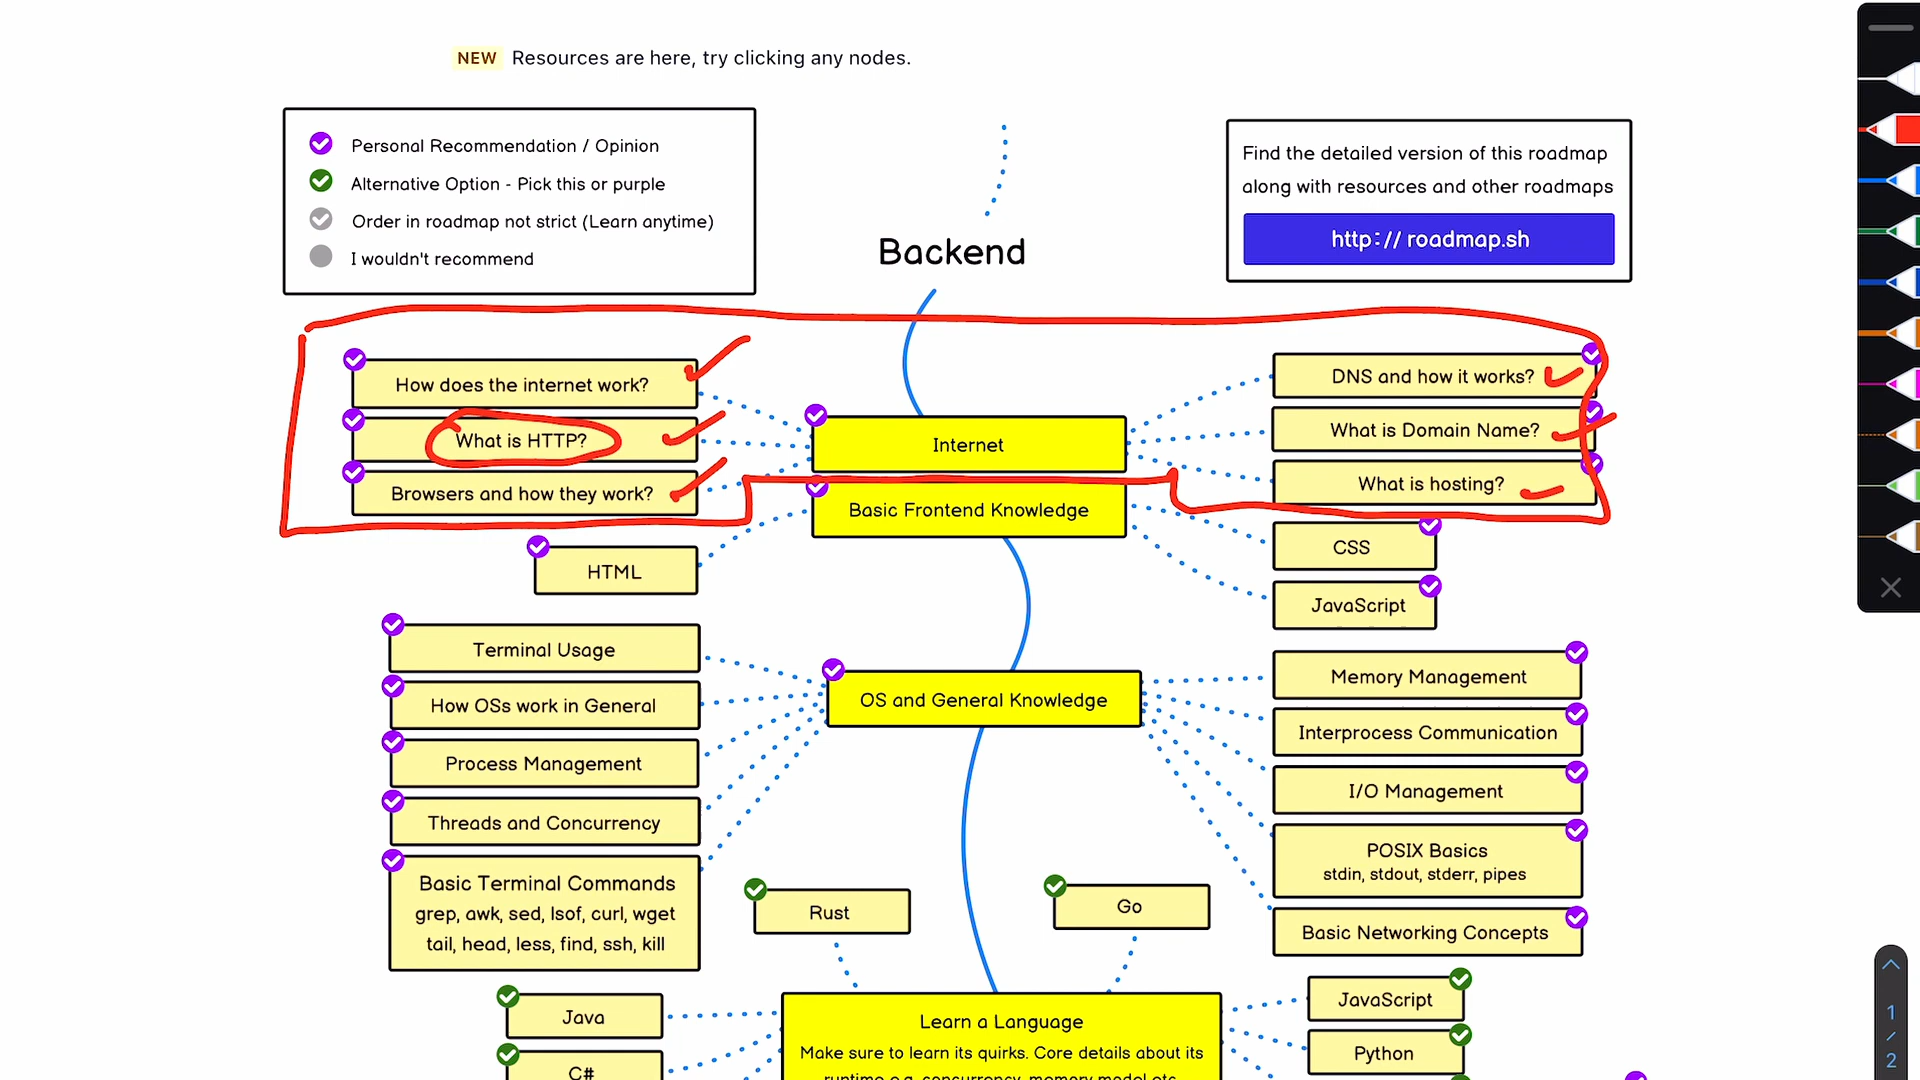 NEW Resources are here, try clicking any nodes.
Personal Recommendation / Opinion
Alternative Option - Pick this or purple
Order in roadmap not strict (Learn anytime)
I wouldn't recommend
Find the detailed version of this roadmap
along with resources and other roadmaps
http://roadmap.sh
Backend
How does the internet work?
What is HTTP?
Browsers and how they work?
Internet
Basic Frontend Knowledge
DNS and how it works?
What is Domain Name?
What is hosting?
HTML
CSS
JavaScript
Terminal Usage
How OSs work in General
Process Management
Threads and Concurrency
Basic Terminal Commands
grep, awk, sed, lsof, curl, wget
tail, head, less, find, ssh, kill
OS and General Knowledge
Memory Management
Interprocess Communication
I/O Management
POSIX Basics
stdin, stdout, stderr, pipes
Basic Networking Concepts
Rust
Go
Java
C#
Learn a Language
Make sure to learn its quirks. Core details about its
runtime e.g. concurrency, memory model etc.
JavaScript
Python
1
/
2